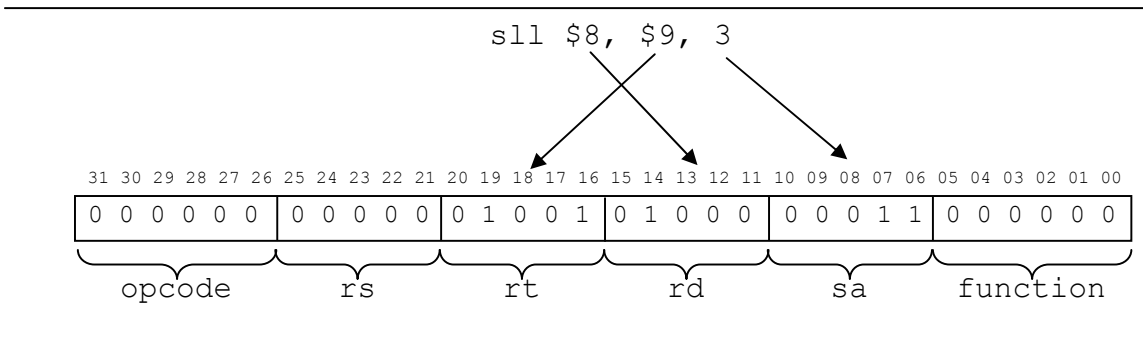 sll $8, $9, 3
31 30 29 28 27 26 25 24 23 22 21 20 19 18 17 16 15 14 13 12 11 10 09 08 07 06 05 04 03 02 01 00
0 0 0 0 0 0 0 0 0 0 0 0 1 0 0 1 0 1 0 0 0 0 0 0 1 1 0 0 0 0 0 0
opcode rs rt rd sa function